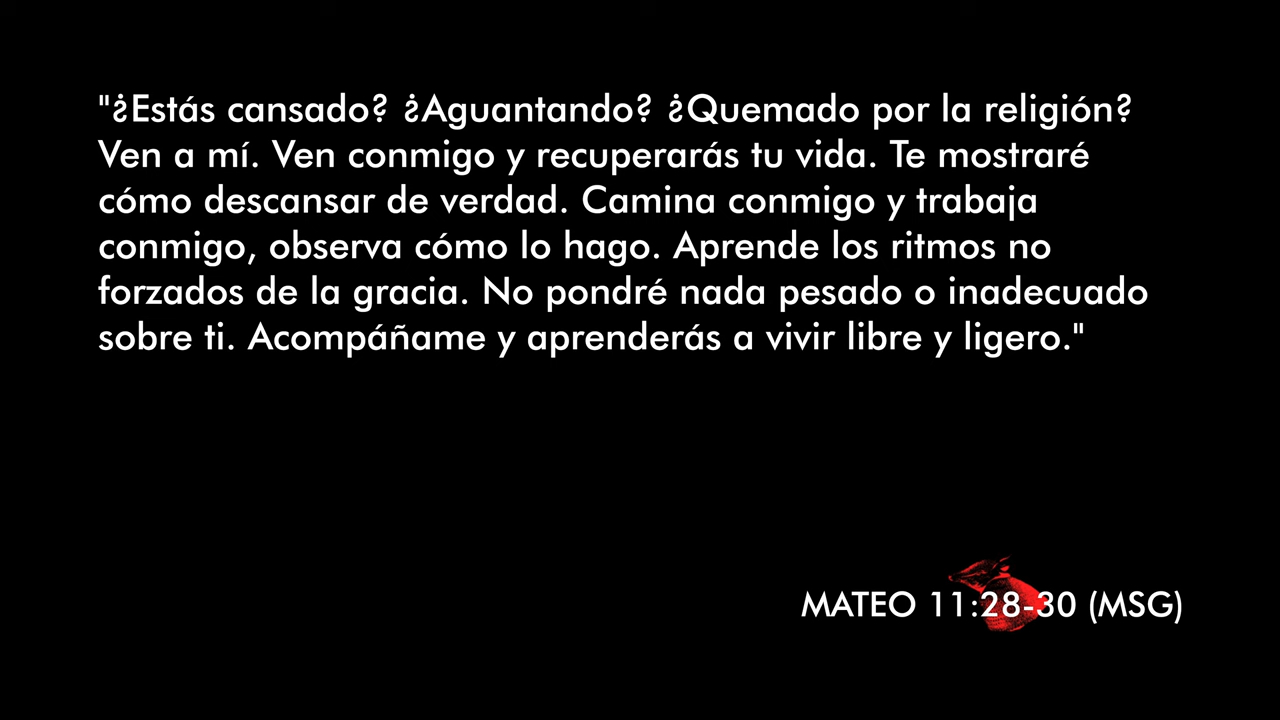 "¿Estás cansado? ¿Aguantando? ¿Quemado por la religión?
Ven a mí. Ven conmigo y recuperarás tu vida. Te mostraré
cómo descansar de verdad. Camina conmigo y trabaja
conmigo, observa cómo lo hago. Aprende los ritmos no
forzados de la gracia. No pondré nada pesado o inadecuado
sobre ti. Acompáñame y aprenderás a vivir libre y ligero."
MATEO 11:28-30 (MSG)